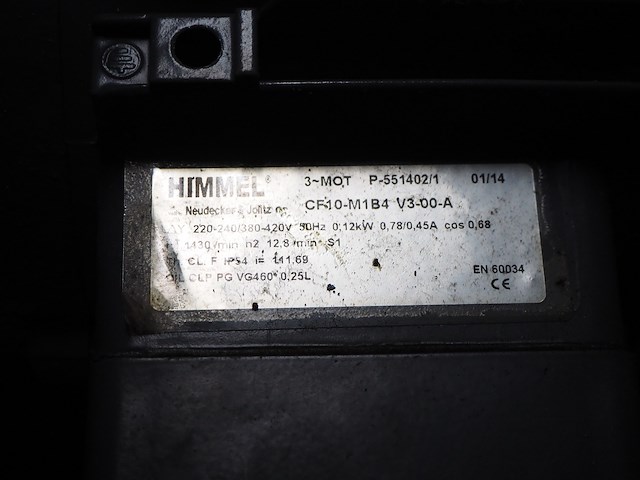 HIMMEL® 3~MOT P-551402/1 01/14
Neudecker & Jolitz CF10-M1B4 V3-00-A
220-240/380-420V 50Hz 0,12kW 0,78/0,45A cos 0,68
1430/min n2 12,8/min S1
CL. F IP54 i= 111,69
CLP PG VG460* 0,25L EN 60034
CE